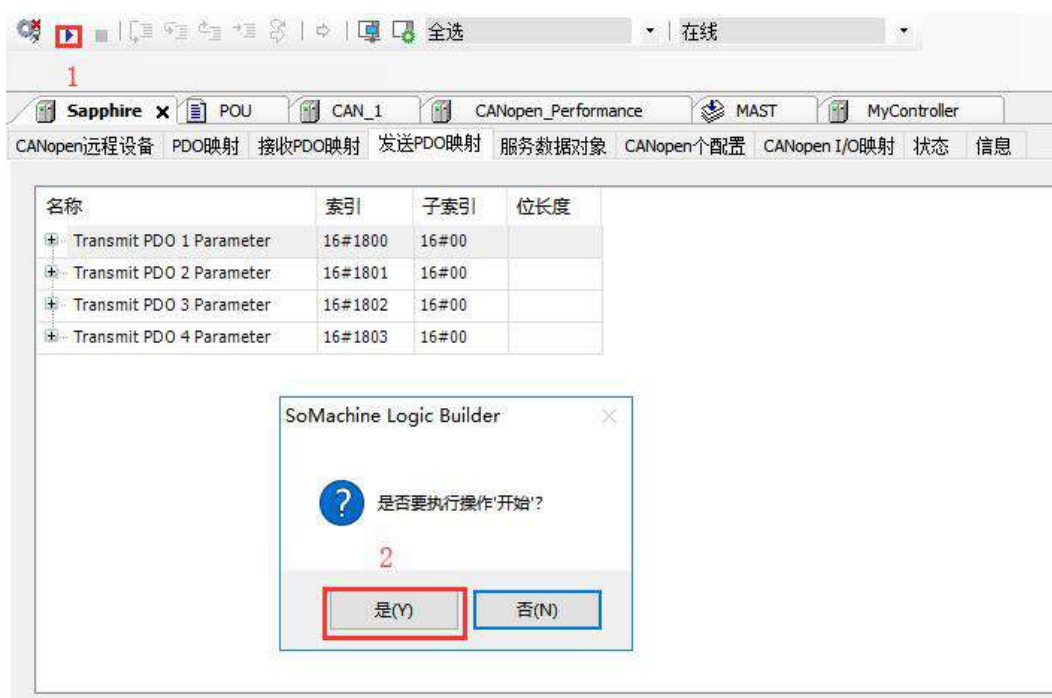 全选 在线
1
Sapphire POU CAN_1 CANopen_Performance MAST MyController
CANopen远程设备 PDO映射 接收PDO映射 发送PDO映射 服务数据对象 CANopen个配置 CANopen I/O映射 状态 信息
名称 索引 子索引 位长度
Transmit PDO 1 Parameter 16#1800 16#00
Transmit PDO 2 Parameter 16#1801 16#00
Transmit PDO 3 Parameter 16#1802 16#00
Transmit PDO 4 Parameter 16#1803 16#00
SoMachine Logic Builder
是否要执行操作'开始'?
2
是(Y) 否(N)